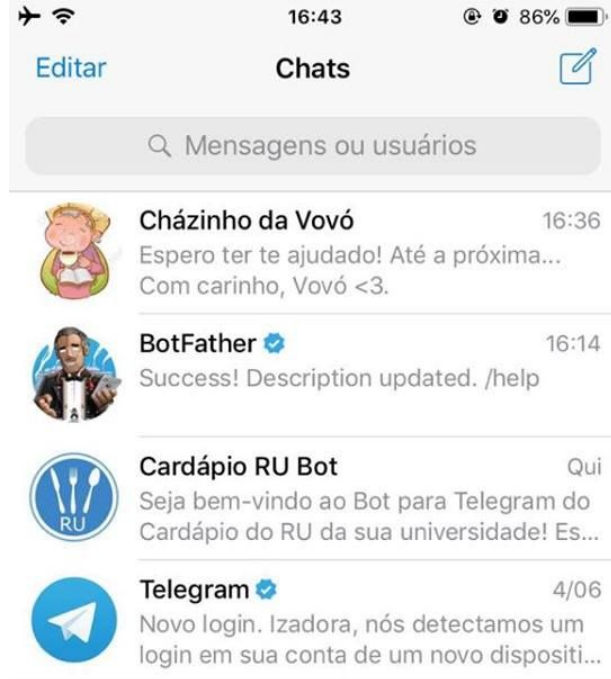 16:43 86%
Editar Chats
Mensagens ou usuários
Cházinho da Vovó 16:36
Espero ter te ajudado! Até a próxima...
Com carinho, Vovó <3.
BotFather 16:14
Success! Description updated. /help
Cardápio RU Bot Qui
RU
Seja bem-vindo ao Bot para Telegram do
Cardápio do RU da sua universidade! Es...
Telegram 4/06
Novo login. Izadora, nós detectamos um
login em sua conta de um novo dispositi...